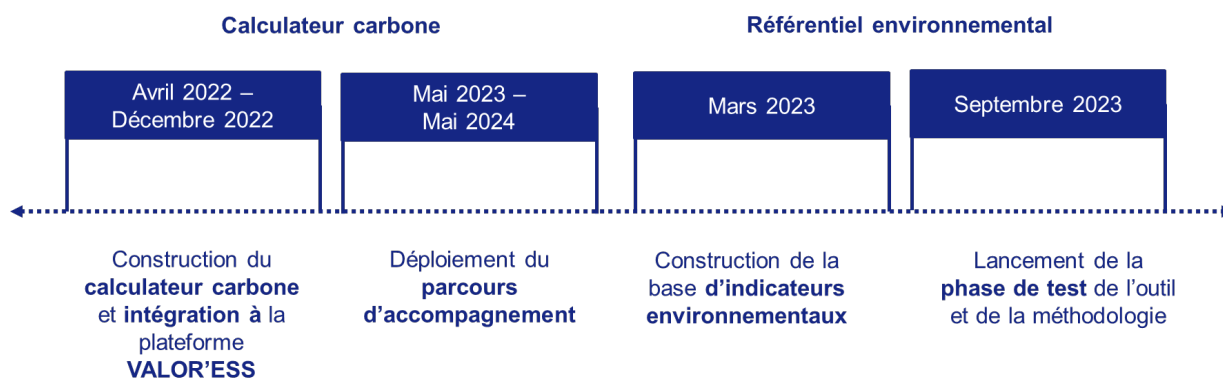 Calculateur carbone
Référentiel environnemental
Avril 2022 –
Décembre 2022
Mai 2023 –
Mai 2024
Mars 2023
Septembre 2023
Construction du
calculateur carbone
et intégration à la
plateforme
VALOR’ESS
Déploiement du
parcours
d’accompagnement
Construction de la
base d’indicateurs
environnementaux
Lancement de la
phase de test de l’outil
et de la méthodologie